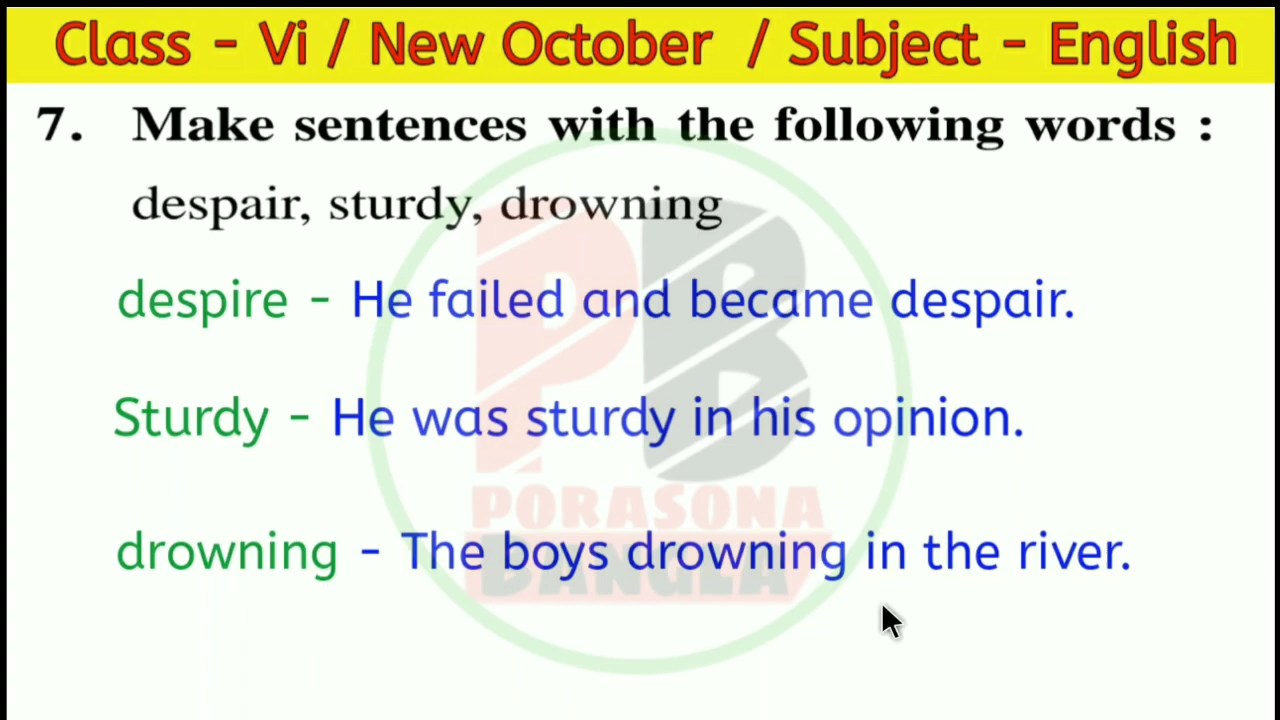 Class - Vi / New October / Subject - English
7. Make sentences with the following words :
despair, sturdy, drowning
despire - He failed and became despair.
Sturdy - He was sturdy in his opinion.
PORASONA
drowning - The boys drowning in the river.
BANGLA